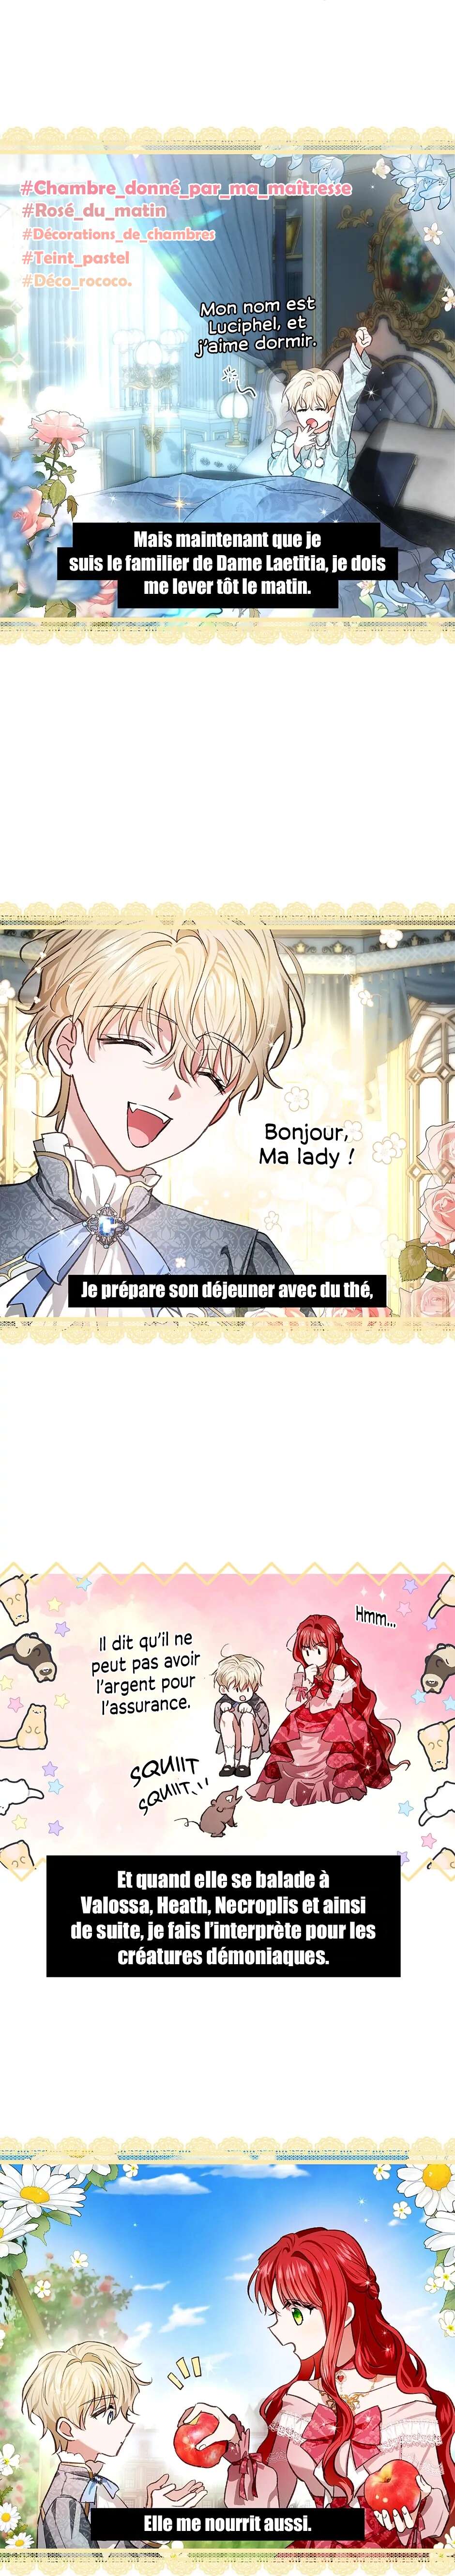 #Chambre_donné_par_ma_maîtresse
#Rosé_du_matin
#Décorations_de_chambres
#Teint_pastel
#Déco_rococo.
Mon nom est
Luciphel, et
j'aime dormir.
Mais maintenant que je
suis le familier de Dame Laetitia, je dois
me lever tôt le matin.
Bonjour,
Ma lady !
Je prépare son déjeuner avec du thé,
Hmm...
Il dit qu'il ne
peut pas avoir
l'argent pour
l'assurance.
SQUIIT
SQUIIT
Et quand elle se balade à
Valossa, Heath, Necroplis et ainsi
de suite, je fais l'interprète pour les
créatures démoniaques.
Elle me nourrit aussi.